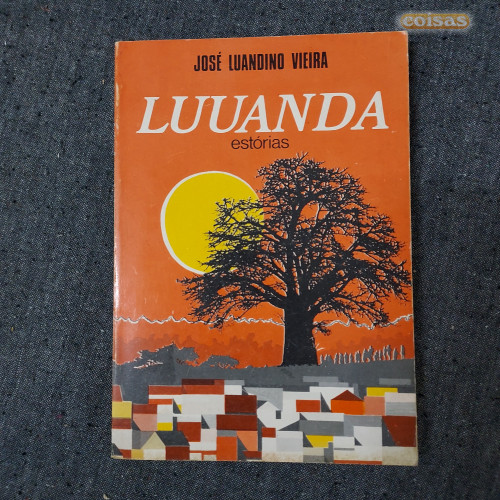 coisas
JOSÉ LUANDINO VIEIRA
LUUANDA
estórias